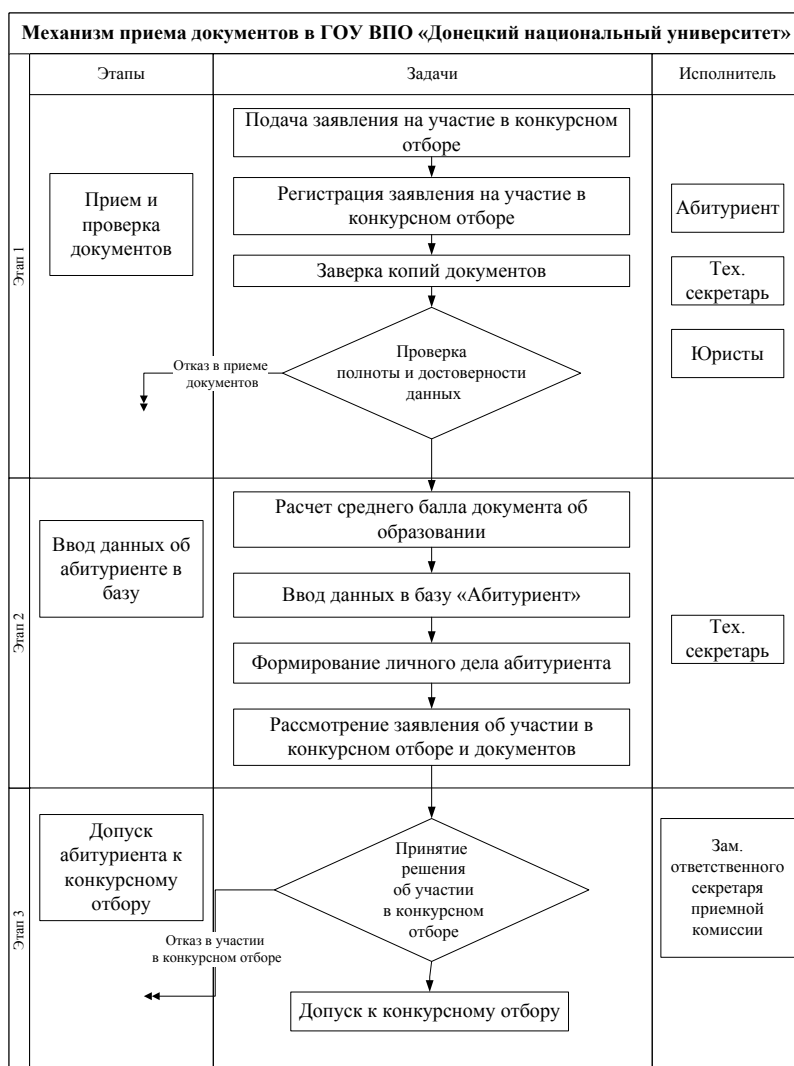 Механизм приема документов в ГОУ ВПО «Донецкий национальный университет»
Этапы
Задачи
Исполнитель
Этап 1
Прием и
проверка
документов
Подача заявления на участие в конкурсном
отборе
Регистрация заявления на участие в
конкурсном отборе
Заверка копий документов
Проверка
полноты и достоверности
данных
Отказ в приеме
документов
Абитуриент
Тех.
секретарь
Юристы
Этап 2
Ввод данных об
абитуриенте в
базу
Расчет среднего балла документа об
образовании
Ввод данных в базу «Абитуриент»
Формирование личного дела абитуриента
Рассмотрение заявления об участии в
конкурсном отборе и документов
Тех.
секретарь
Этап 3
Допуск
абитуриента к
конкурсному
отбору
Принятие
решения
об участии
в конкурсном
отборе
Отказ в участии
в конкурсном отборе
Допуск к конкурсному отбору
Зам.
ответственного
секретаря
приемной
комиссии